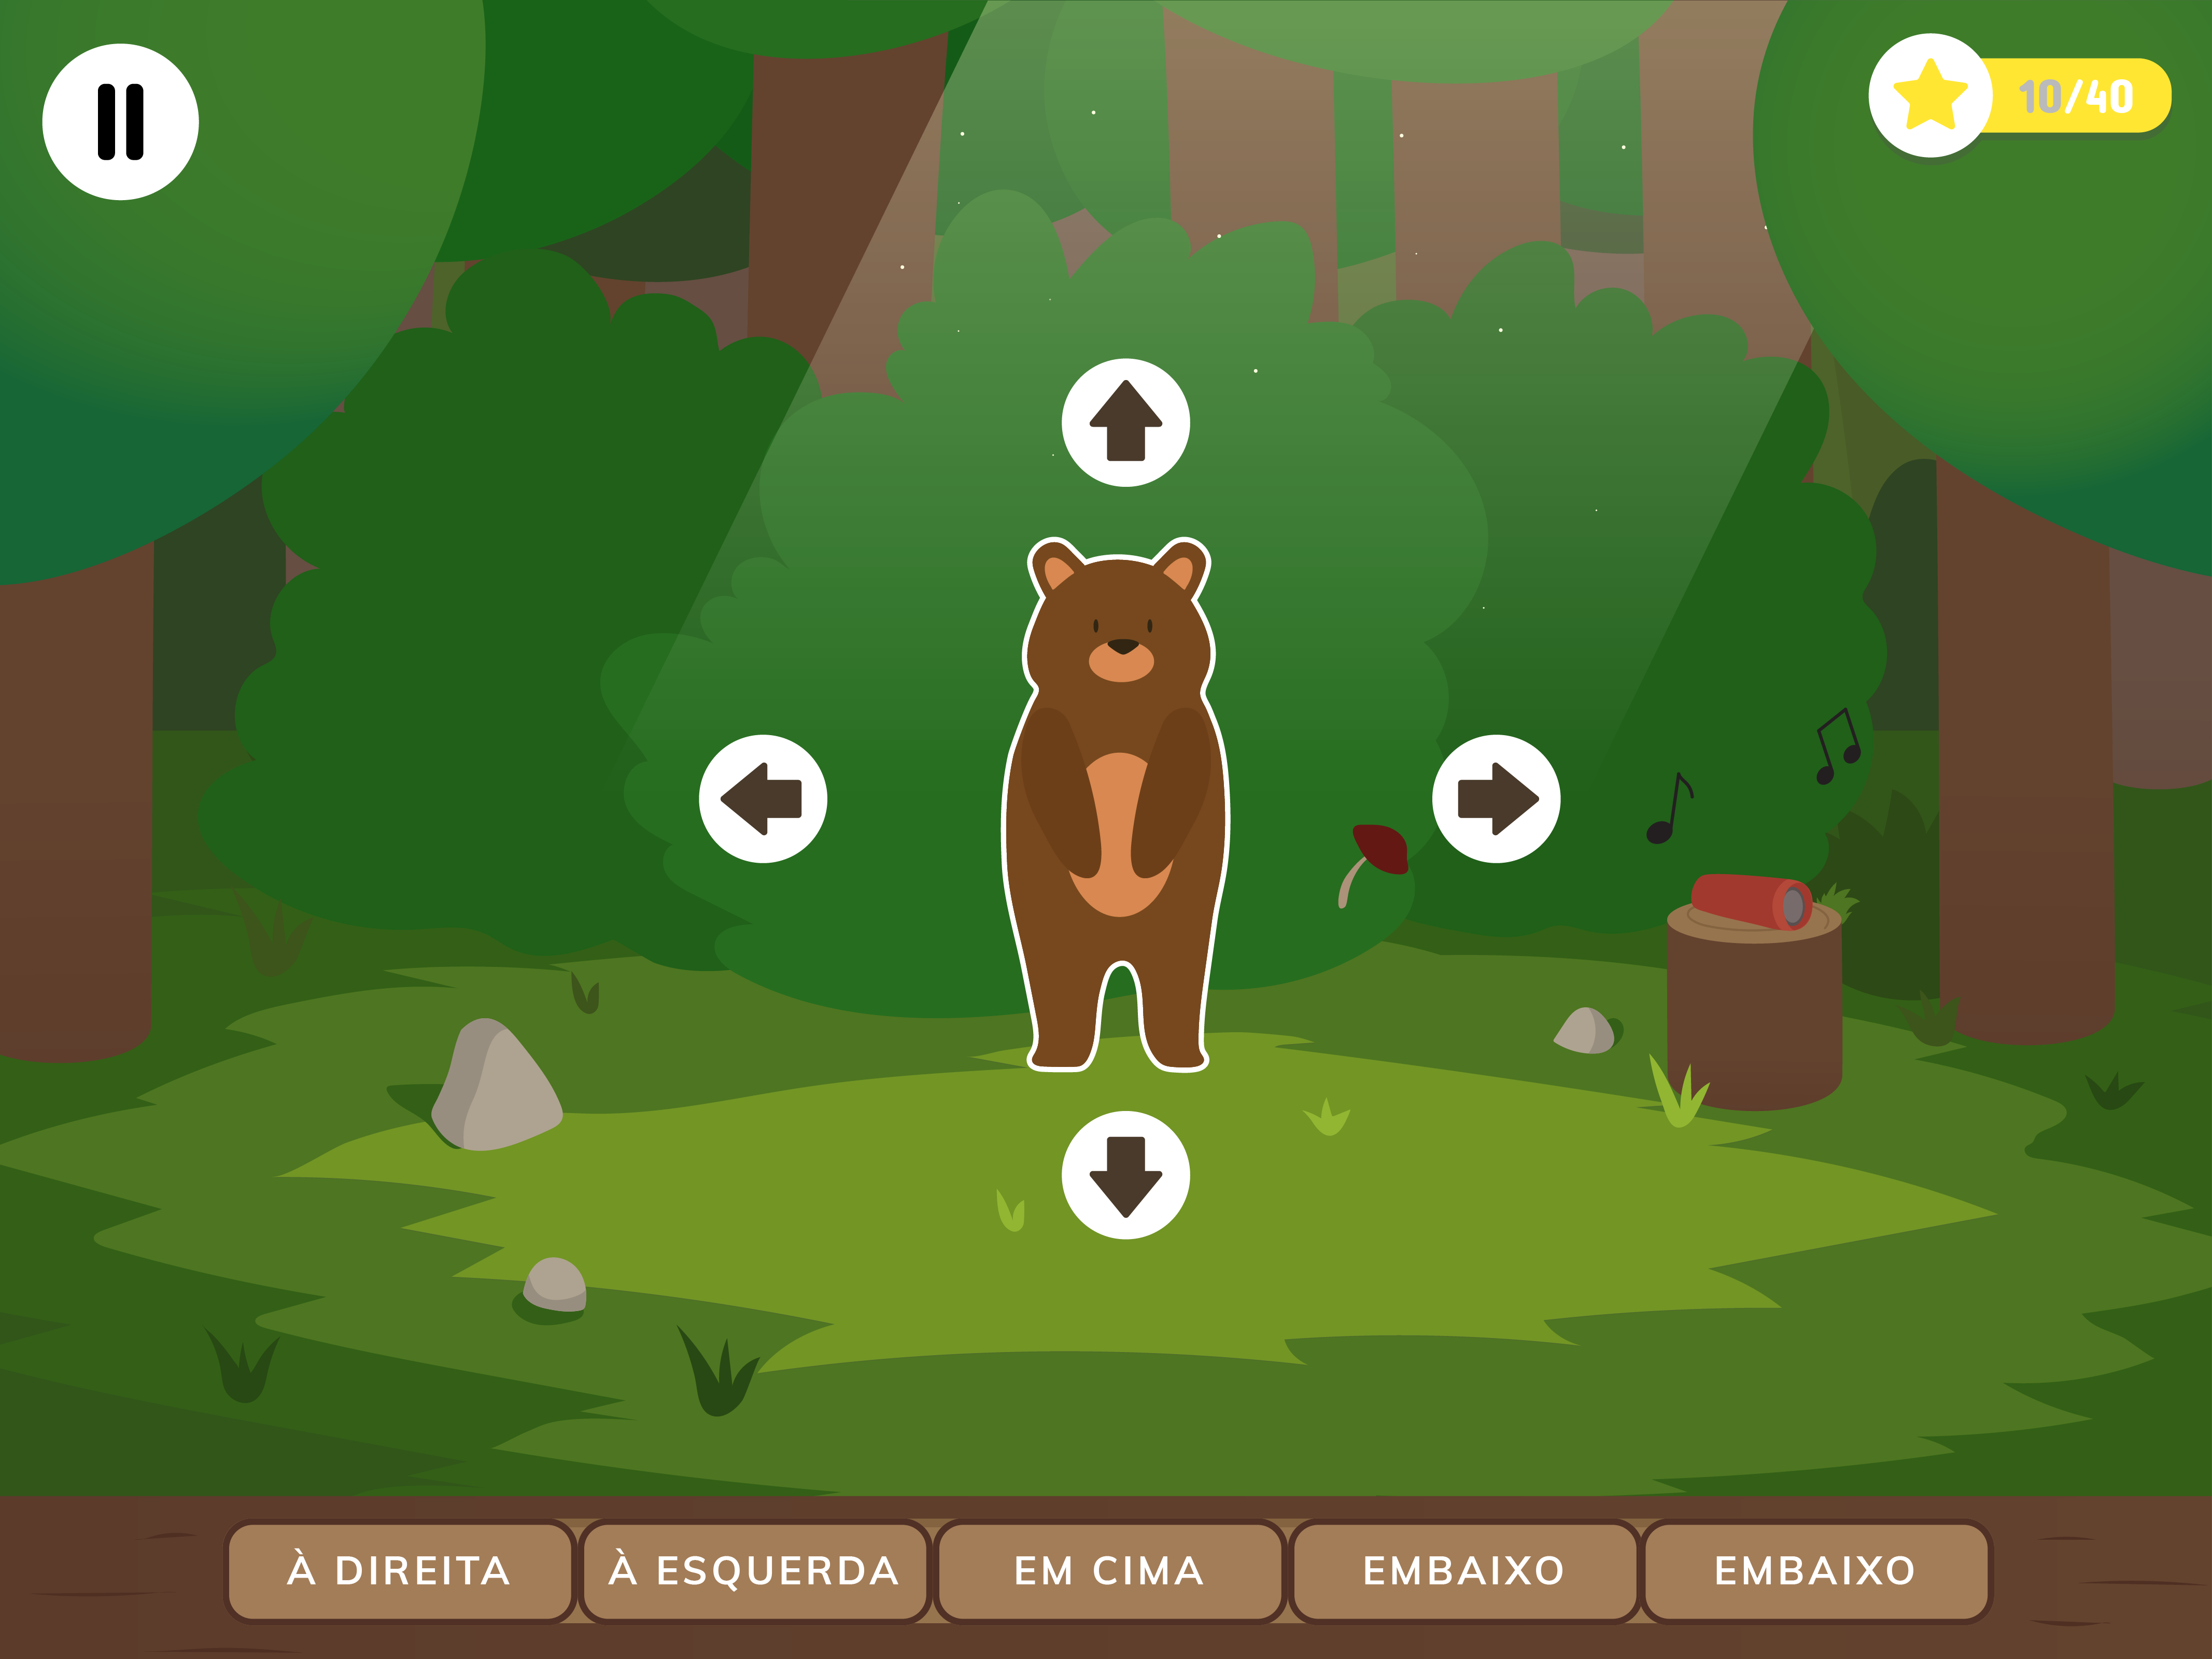 10/40
À DIREITA
À ESQUERDA
EM CIMA
EMBAIXO
EMBAIXO